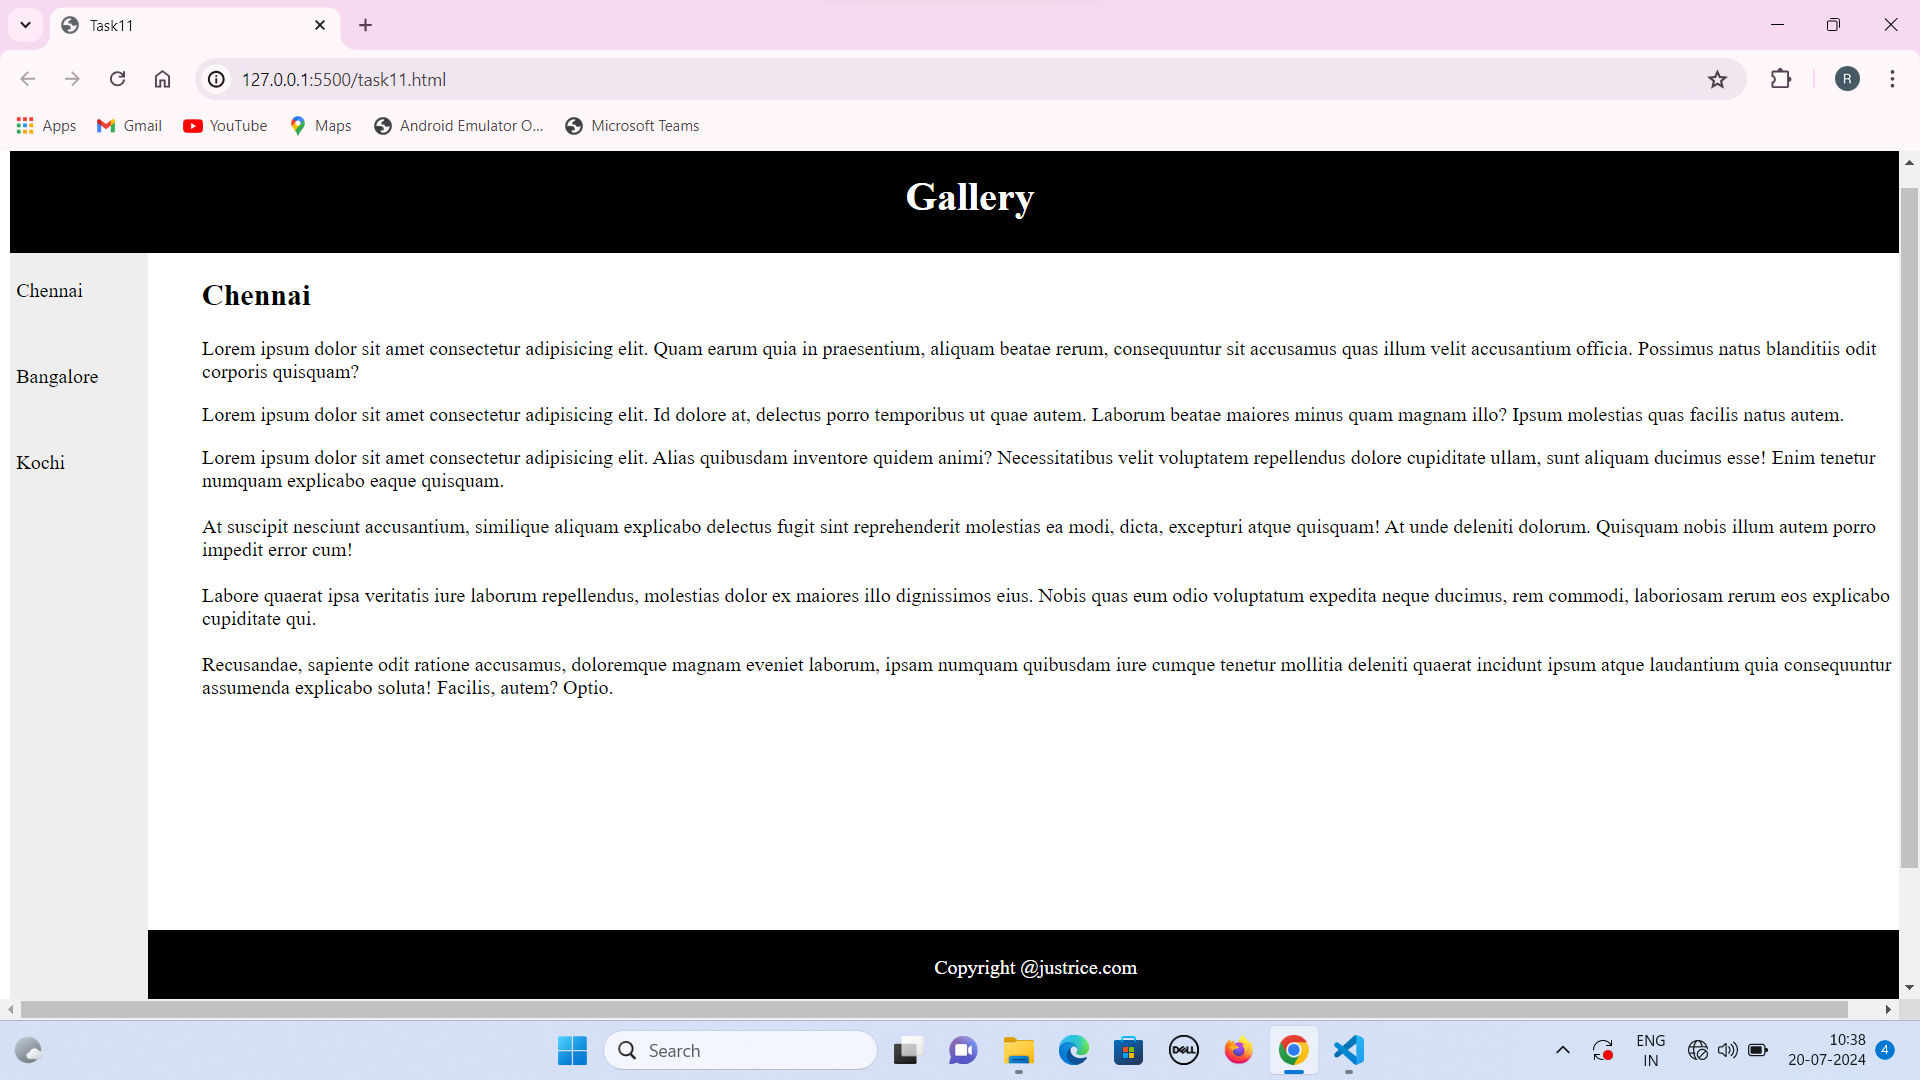 Task11
127.0.0.1:5500/task11.html
R
Apps
Gmail
YouTube
Maps
Android Emulator O...
Microsoft Teams
Gallery
Chennai
Bangalore
Kochi
Chennai
Lorem ipsum dolor sit amet consectetur adipisicing elit. Quam earum quia in praesentium, aliquam beatae rerum, consequuntur sit accusamus quas illum velit accusantium officia. Possimus natus blanditiis odit
corporis quisquam?
Lorem ipsum dolor sit amet consectetur adipisicing elit. Id dolore at, delectus porro temporibus ut quae autem. Laborum beatae maiores minus quam magnam illo? Ipsum molestias quas facilis natus autem.
Lorem ipsum dolor sit amet consectetur adipisicing elit. Alias quibusdam inventore quidem animi? Necessitatibus velit voluptatem repellendus dolore cupiditate ullam, sunt aliquam ducimus esse! Enim tenetur
numquam explicabo eaque quisquam.
At suscipit nesciunt accusantium, similique aliquam explicabo delectus fugit sint reprehenderit molestias ea modi, dicta, excepturi atque quisquam! At unde deleniti dolorum. Quisquam nobis illum autem porro
impedit error cum!
Labore quaerat ipsa veritatis iure laborum repellendus, molestias dolor ex maiores illo dignissimos eius. Nobis quas eum odio voluptatum expedita neque ducimus, rem commodi, laboriosam rerum eos explicabo
cupiditate qui.
Recusandae, sapiente odit ratione accusamus, doloremque magnam eveniet laborum, ipsam numquam quibusdam iure cumque tenetur mollitia deleniti quaerat incidunt ipsum atque laudantium quia consequuntur
assumenda explicabo soluta! Facilis, autem? Optio.
Copyright @justrice.com
Search
DELL
ENG
IN
10:38
20-07-2024
4